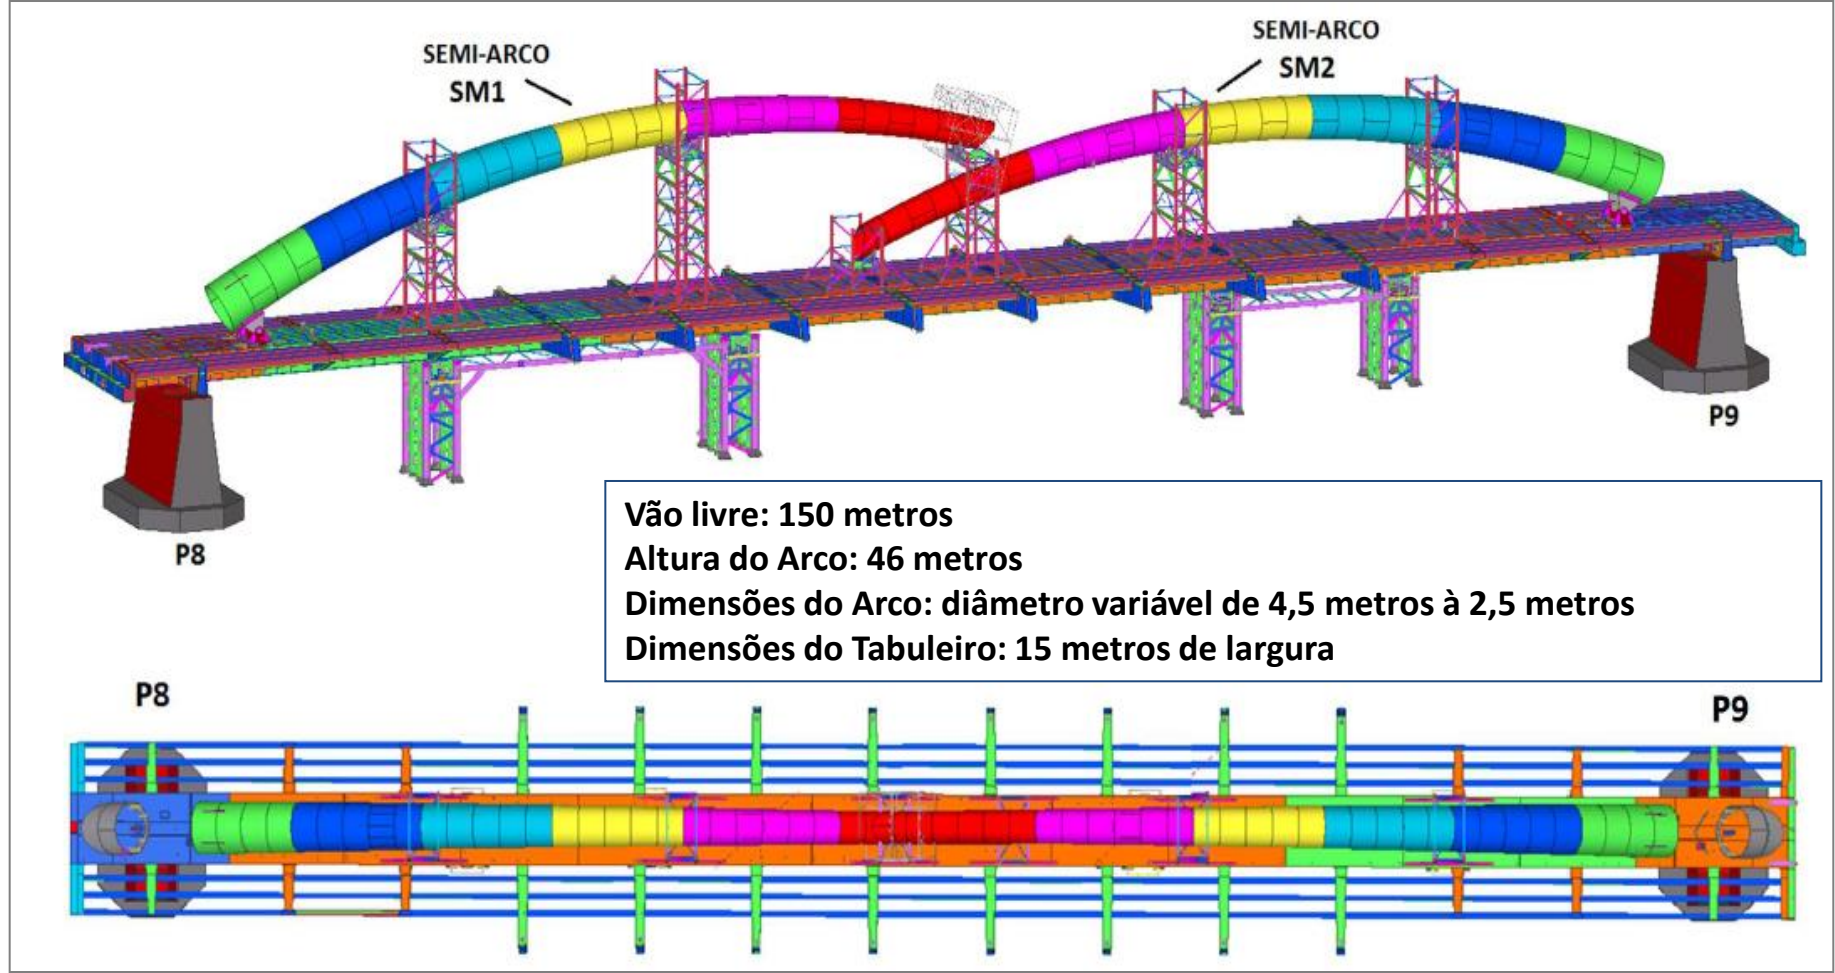 SEMI-ARCO
SM1
SEMI-ARCO
SM2
P8
P9
Vão livre: 150 metros
Altura do Arco: 46 metros
Dimensões do Arco: diâmetro variável de 4,5 metros à 2,5 metros
Dimensões do Tabuleiro: 15 metros de largura
P8
P9